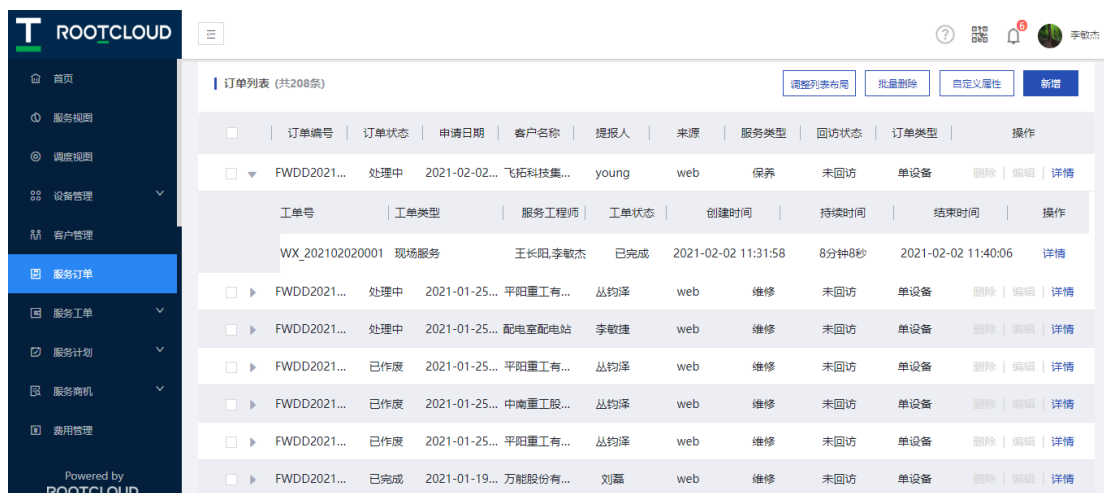 ROOTCLOUD
6
李敏杰
首页
服务视图
调度视图
设备管理
客户管理
服务订单
服务工单
服务计划
服务商机
费用管理
Powered by
ROOTCLOUD
订单列表 (共208条)
调整列表布局 批量删除 自定义属性 新增
订单编号 订单状态 申请日期 客户名称 提报人 来源 服务类型 回访状态 订单类型 操作
FWDD2021... 处理中 2021-02-02... 飞拓科技集... young web 保养 未回访 单设备 删除 | 编辑 | 详情
工单号 工单类型 服务工程师 工单状态 创建时间 持续时间 结束时间 操作
WX_202102020001 现场服务 王长阳,李敏杰 已完成 2021-02-02 11:31:58 8分钟8秒 2021-02-02 11:40:06 详情
FWDD2021... 处理中 2021-01-25... 平阳重工有... 丛钧泽 web 维修 未回访 单设备 删除 | 编辑 | 详情
FWDD2021... 处理中 2021-01-25... 配电室配电站 李敏捷 web 维修 未回访 单设备 删除 | 编辑 | 详情
FWDD2021... 已作废 2021-01-25... 平阳重工有... 丛钧泽 web 维修 未回访 单设备 删除 | 编辑 | 详情
FWDD2021... 已作废 2021-01-25... 中南重工股... 丛钧泽 web 维修 未回访 单设备 删除 | 编辑 | 详情
FWDD2021... 已作废 2021-01-25... 平阳重工有... 丛钧泽 web 维修 未回访 单设备 删除 | 编辑 | 详情
FWDD2021... 已完成 2021-01-19... 万能股份有... 刘磊 web 维修 未回访 单设备 删除 | 编辑 | 详情